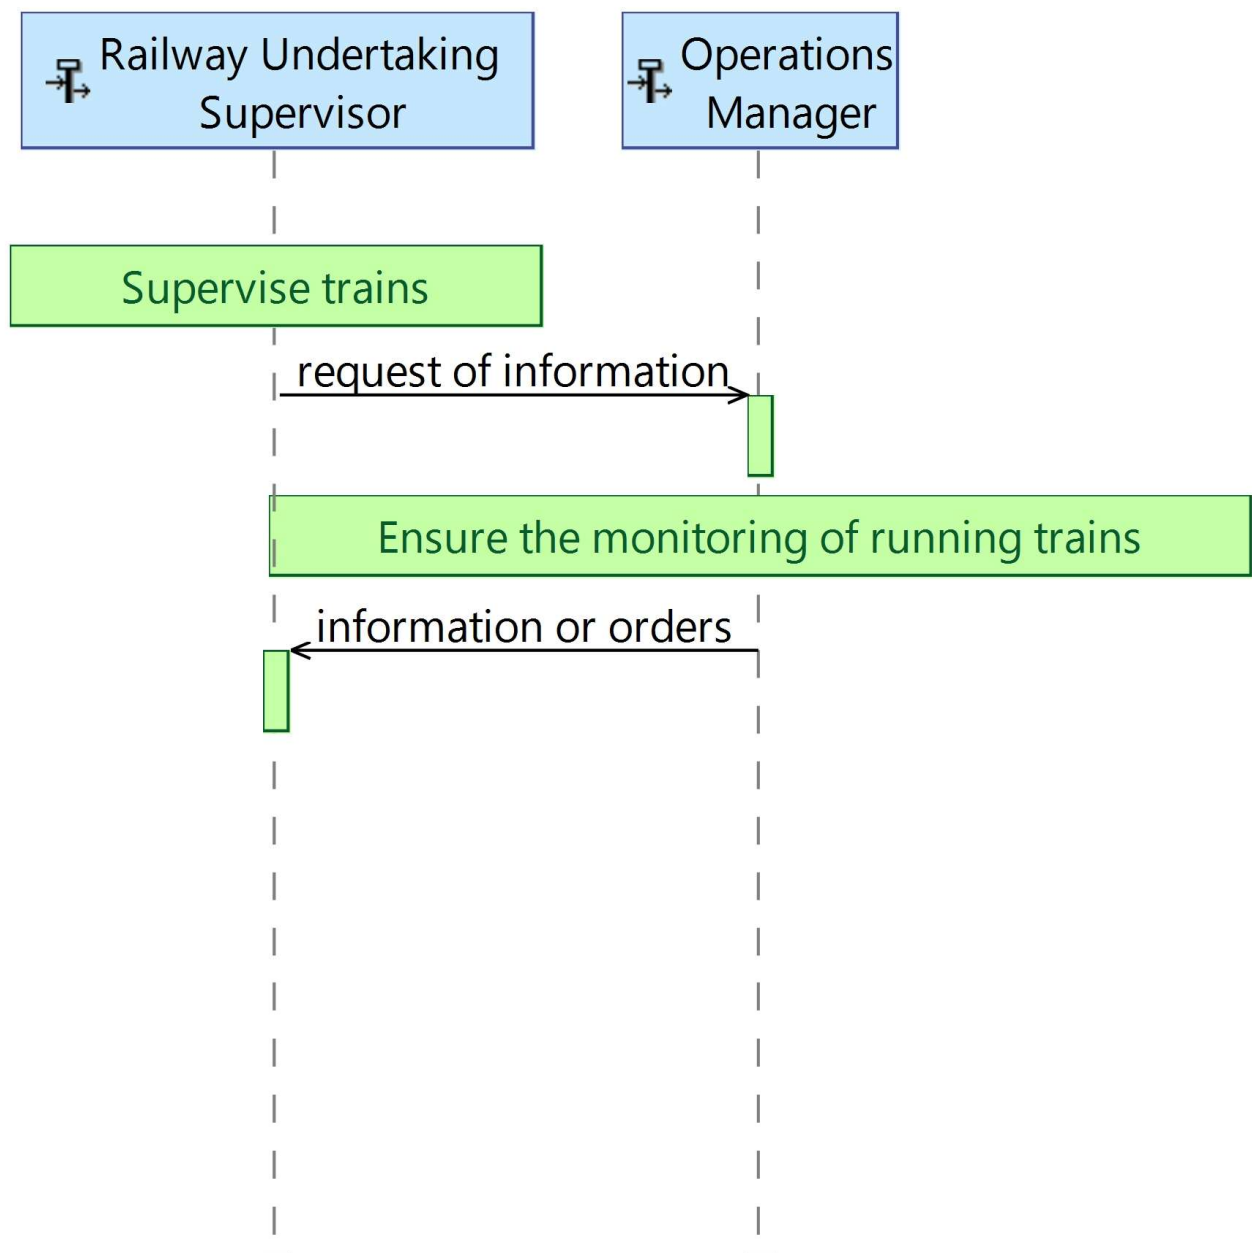 Railway Undertaking
Supervisor
Operations
Manager
Supervise trains
request of information
Ensure the monitoring of running trains
information or orders